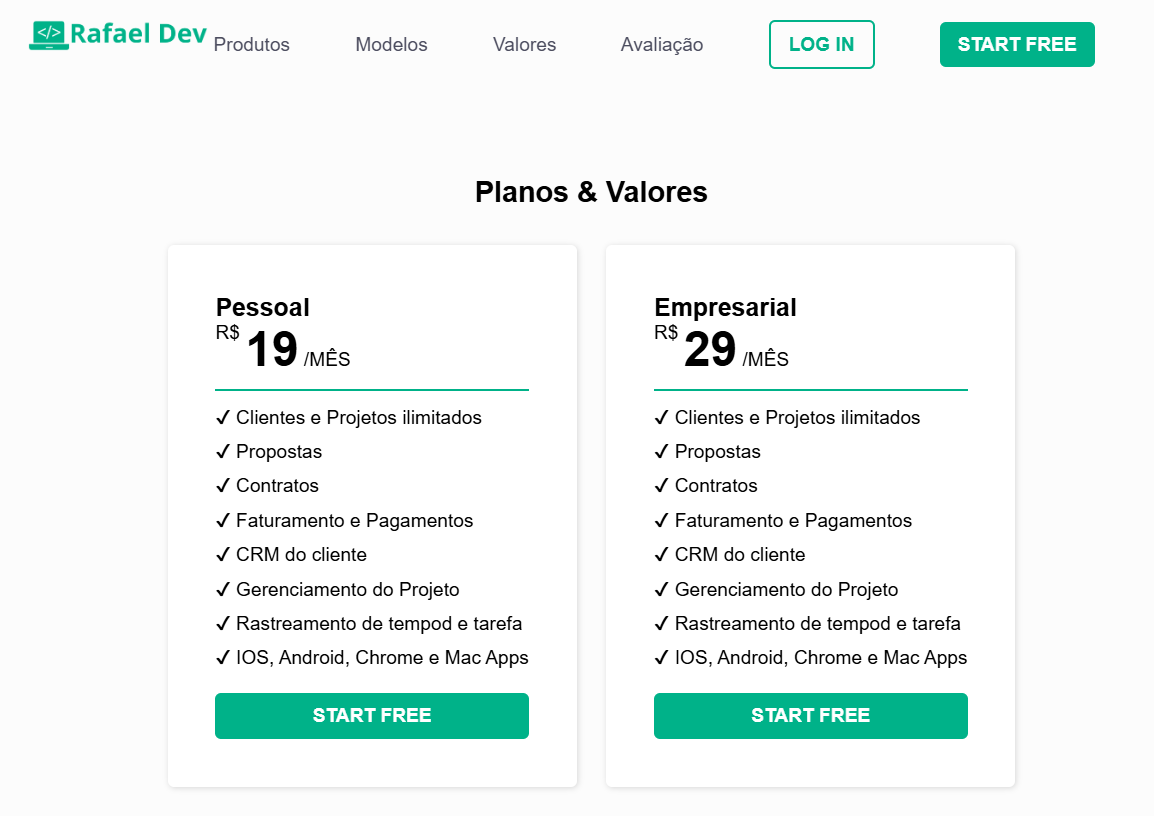 </> Rafael Dev Produtos Modelos Valores Avaliação LOG IN START FREE
Planos & Valores
Pessoal
R$ 19 /MÊS
✓ Clientes e Projetos ilimitados
✓ Propostas
✓ Contratos
✓ Faturamento e Pagamentos
✓ CRM do cliente
✓ Gerenciamento do Projeto
✓ Rastreamento de tempod e tarefa
✓ IOS, Android, Chrome e Mac Apps
START FREE
Empresarial
R$ 29 /MÊS
✓ Clientes e Projetos ilimitados
✓ Propostas
✓ Contratos
✓ Faturamento e Pagamentos
✓ CRM do cliente
✓ Gerenciamento do Projeto
✓ Rastreamento de tempod e tarefa
✓ IOS, Android, Chrome e Mac Apps
START FREE